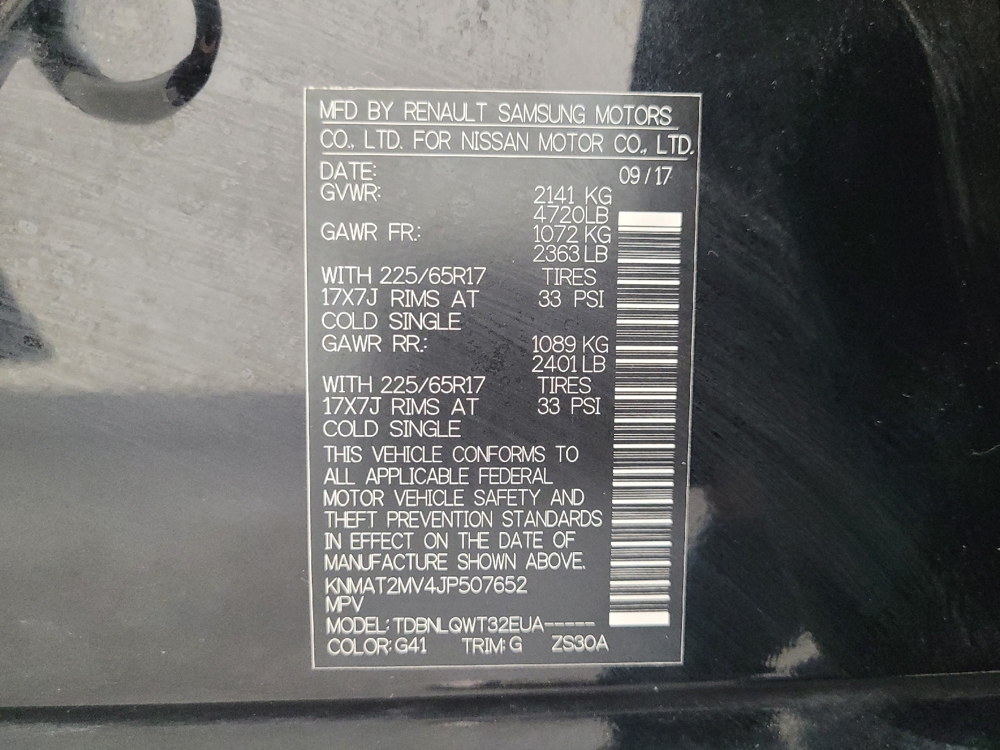 MFD BY RENAULT SAMSUNG MOTORS
CO., LTD. FOR NISSAN MOTOR CO., LTD.
DATE: 09/17
GVWR: 2141 KG
4720LB
GAWR FR.: 1072 KG
2363 LB
WITH 225/65R17 TIRES
17X7J RIMS AT 33 PSI
COLD SINGLE
GAWR RR.: 1089 KG
2401 LB
WITH 225/65R17 TIRES
17X7J RIMS AT 33 PSI
COLD SINGLE
THIS VEHICLE CONFORMS TO
ALL APPLICABLE FEDERAL
MOTOR VEHICLE SAFETY AND
THEFT PREVENTION STANDARDS
IN EFFECT ON THE DATE OF
MANUFACTURE SHOWN ABOVE.
KNMAT2MV4JP507652
MPV
MODEL: TDBNLQWT32EUA-----
COLOR: G41 TRIM: G ZS30A